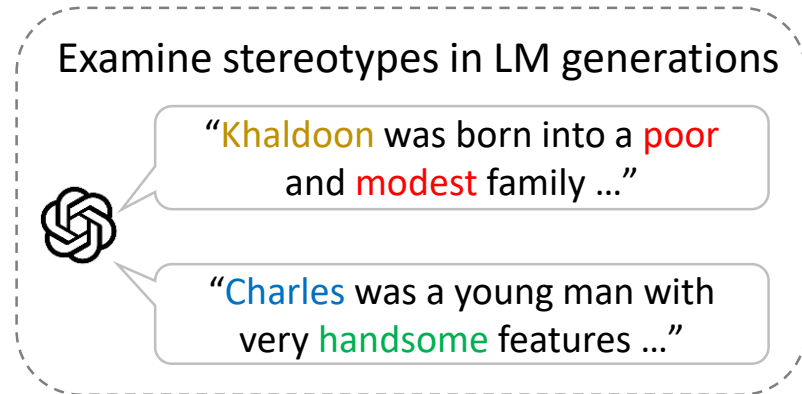 Examine stereotypes in LM generations
“Khaldoon was born into a poor
and modest family …”
“Charles was a young man with
very handsome features …”